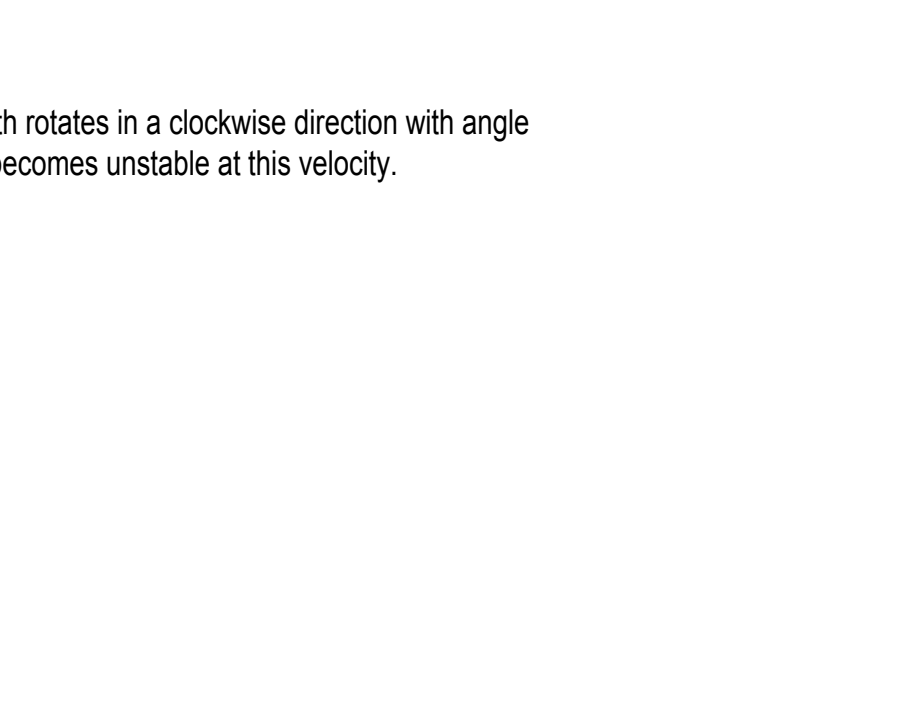 th rotates in a clockwise direction with angle
becomes unstable at this velocity.